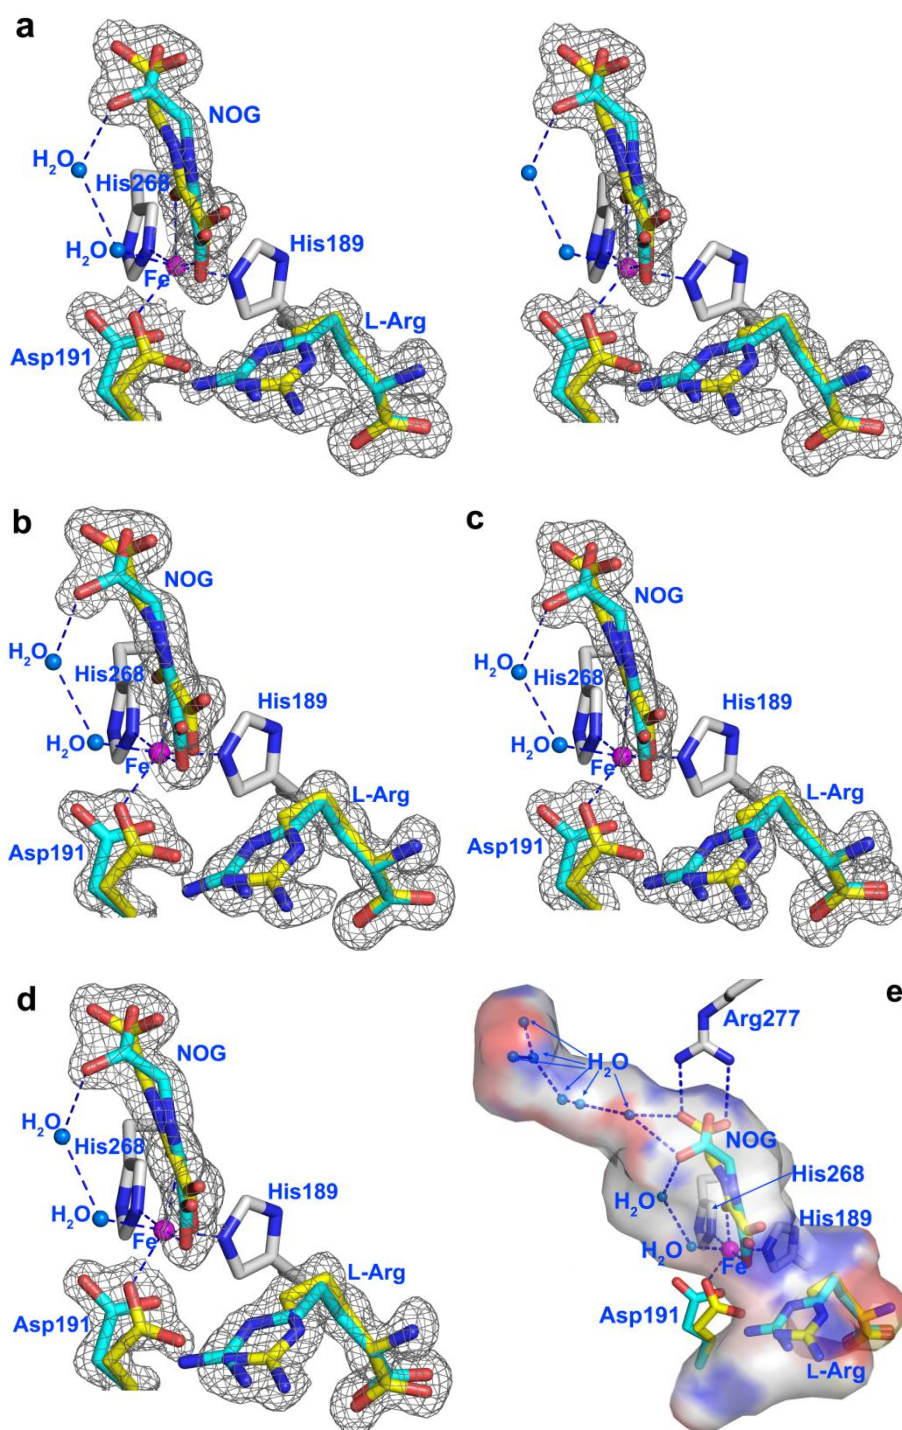 a
NOG
H2O
His268
His189
H2O
Fe
L-Arg
Asp191
b
c
NOG
NOG
H2O
H2O
His268
His268
His189
His189
H2O
H2O
Fe
Fe
L-Arg
L-Arg
Asp191
Asp191
d
e
Arg277
NOG
H2O
H2O
NOG
His268
His268
H2O
His189
His189
H2O
H2O
Fe
Fe
L-Arg
Asp191
Asp191
L-Arg